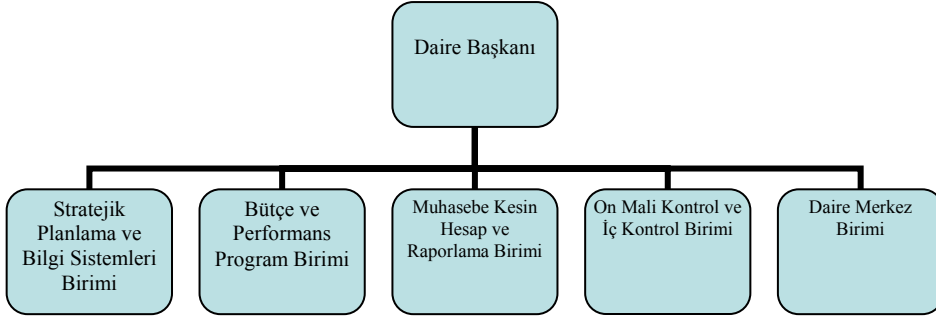 Daire Başkanı
Stratejik
Planlama ve
Bilgi Sistemleri
Birimi
Bütçe ve
Performans
Program Birimi
Muhasebe Kesin
Hesap ve
Raporlama Birimi
On Mali Kontrol ve
İç Kontrol Birimi
Daire Merkez
Birimi